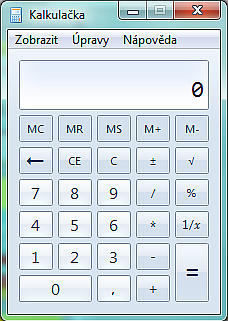 Kalkulačka
Zobrazit Úpravy Nápověda
0
MC MR MS M+ M-
← CE C ± √
7 8 9 / %
4 5 6 * 1/x
1 2 3 - =
0 , +